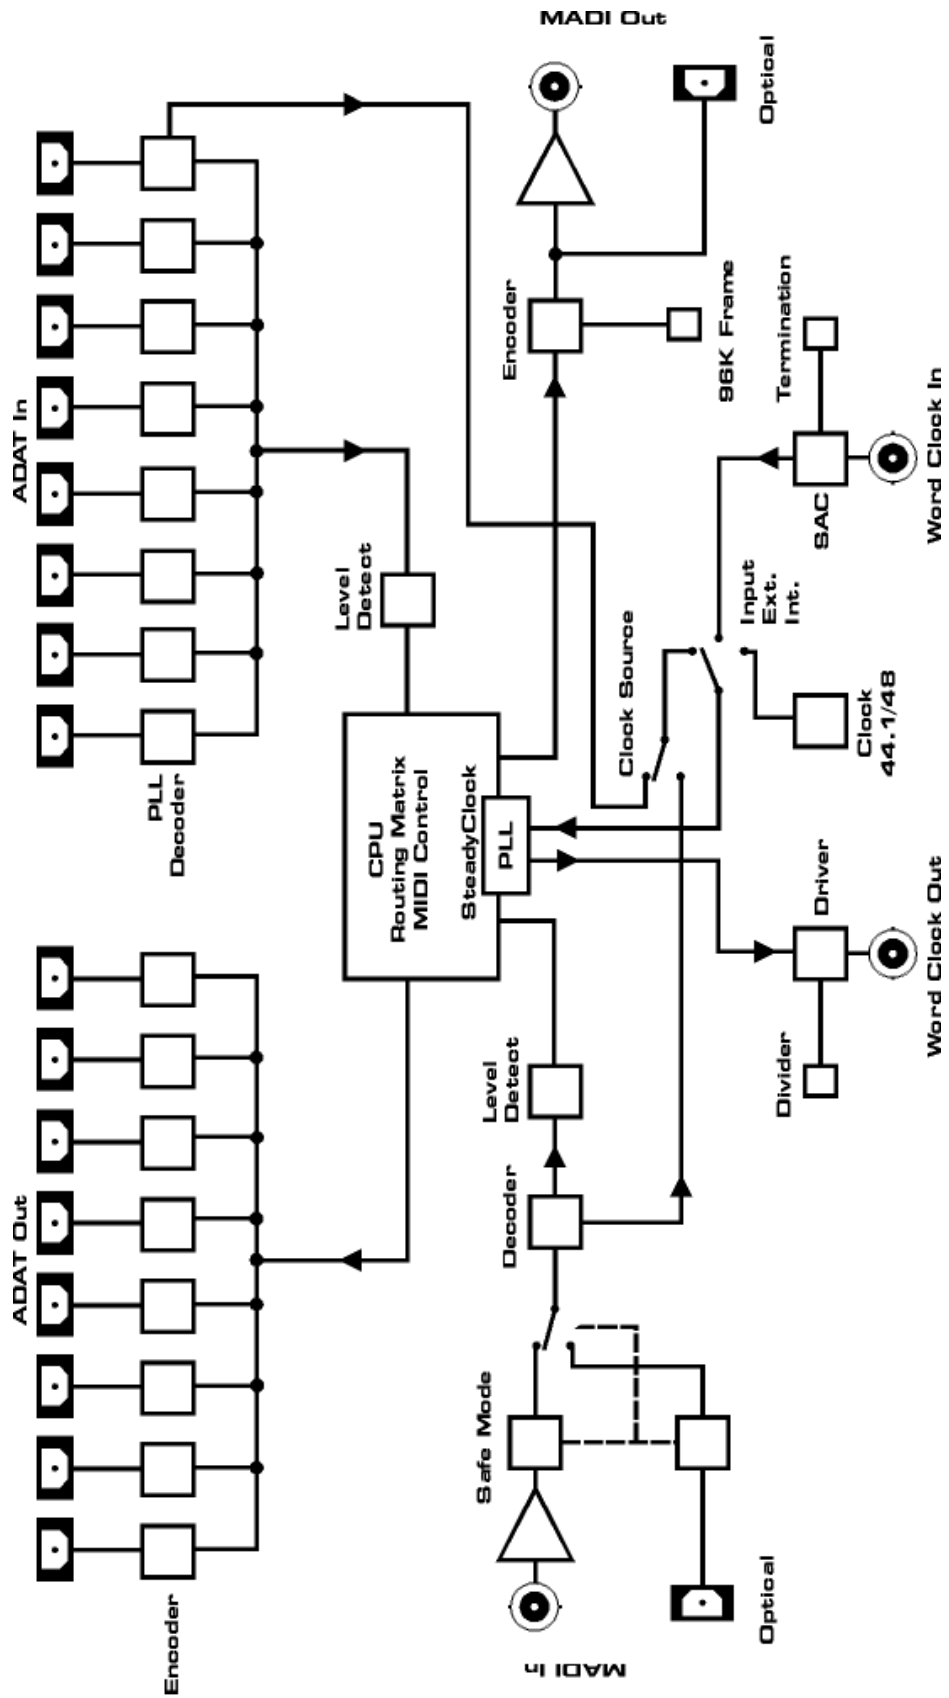 MADI Out
Optical
ADAT In
Encoder
96K Frame
Termination
Word Clock In
SAC
Level
Detect
Input
Ext.
Int.
Clock Source
Clock
44.1/48
PLL
Decoder
CPU
Routing Matrix
MIDI Control
SteadyClock
PLL
Driver
Word Clock Out
Divider
Level
Detect
Decoder
ADAT Out
Safe Mode
Encoder
Optical
MADI In